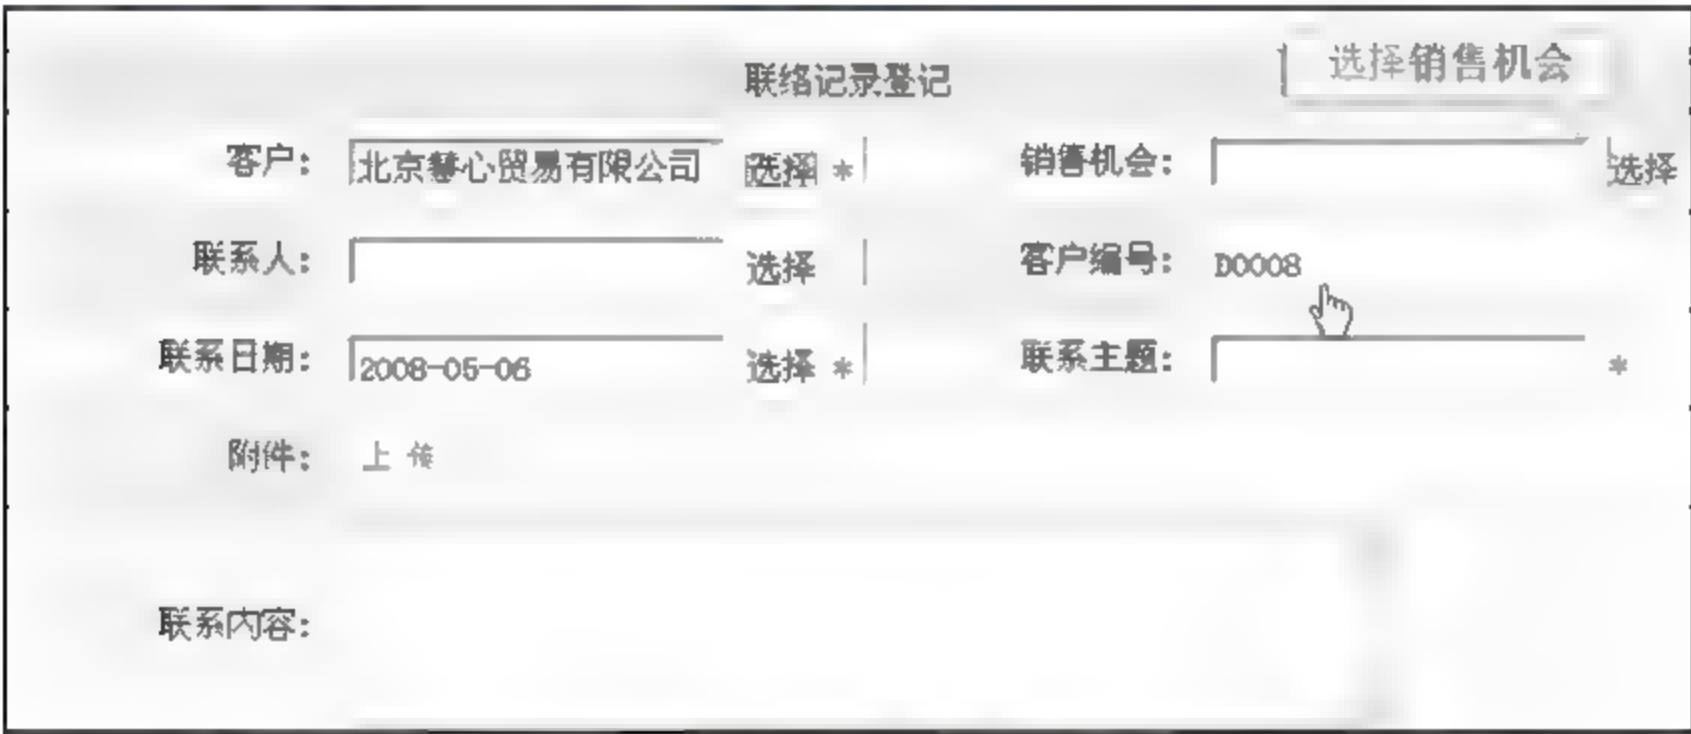 选择销售机会
联络记录登记
客户： 北京慧心贸易有限公司 选择 * 销售机会： 选择
联系人： 选择 客户编号： D0008
联系日期： 2008-05-06 选择 * 联系主题： *
附件： 上 传
联系内容：